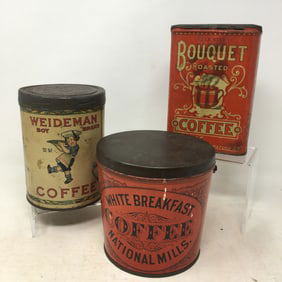 WEIDEMAN
BOY BRAND
COFFEE
BOUQUET
ROASTED
COFFEE
WHITE BREAKFAST
COFFEE
NATIONAL MILLS.